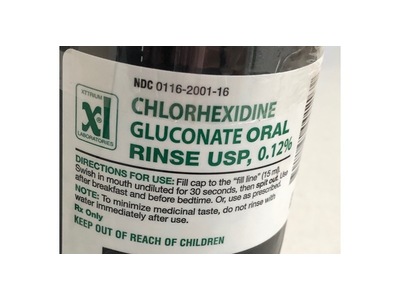 NDC 0116-2001-16
XTTRIUM
xl
LABORATORIES
CHLORHEXIDINE
GLUCONATE ORAL
RINSE USP, 0.12%
DIRECTIONS FOR USE: Fill cap to the "fill line" (15 ml).
Swish in mouth undiluted for 30 seconds, then spit out. Use
after breakfast and before bedtime. Or, use as prescribed.
NOTE: To minimize medicinal taste, do not rinse with
water immediately after use.
Rx Only
KEEP OUT OF REACH OF CHILDREN